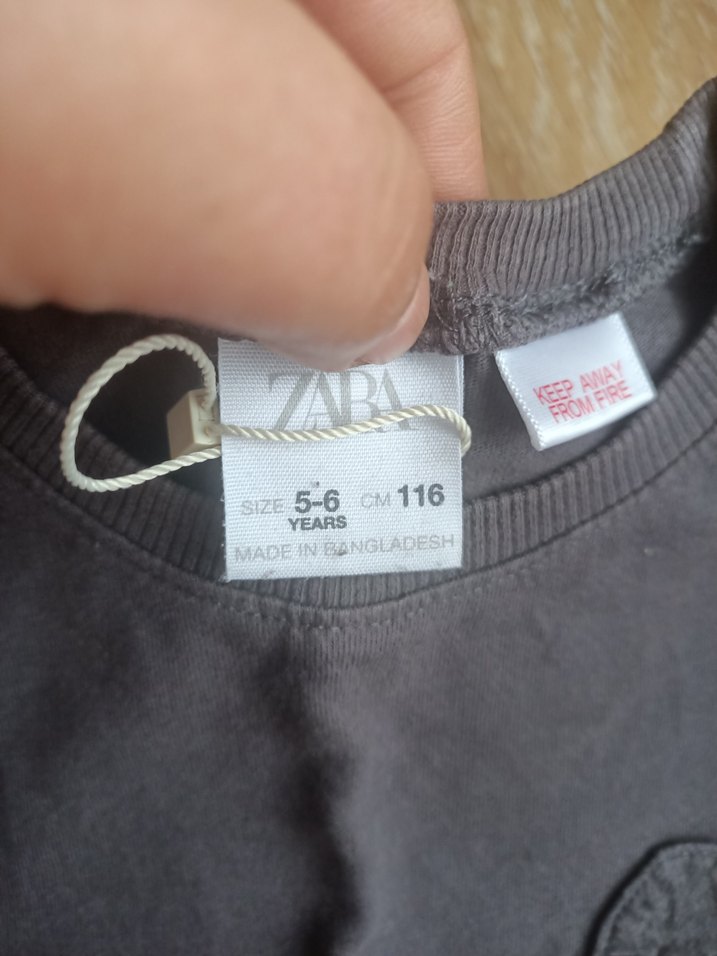 ZARA
SIZE 5-6 CM 116
YEARS
MADE IN BANGLADESH
KEEP AWAY
FROM FIRE